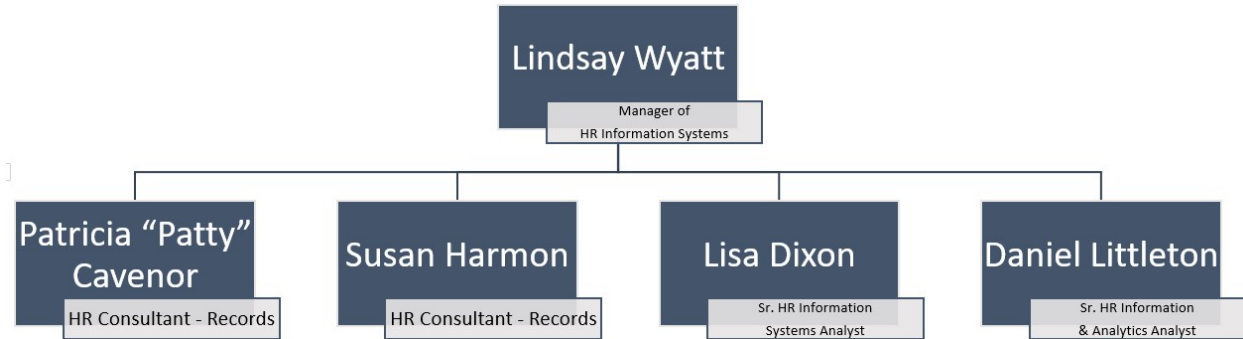 Lindsay Wyatt
Manager of
HR Information Systems
Patricia “Patty”
Cavenor
HR Consultant - Records
Susan Harmon
HR Consultant - Records
Lisa Dixon
Sr. HR Information
Systems Analyst
Daniel Littleton
Sr. HR Information
& Analytics Analyst